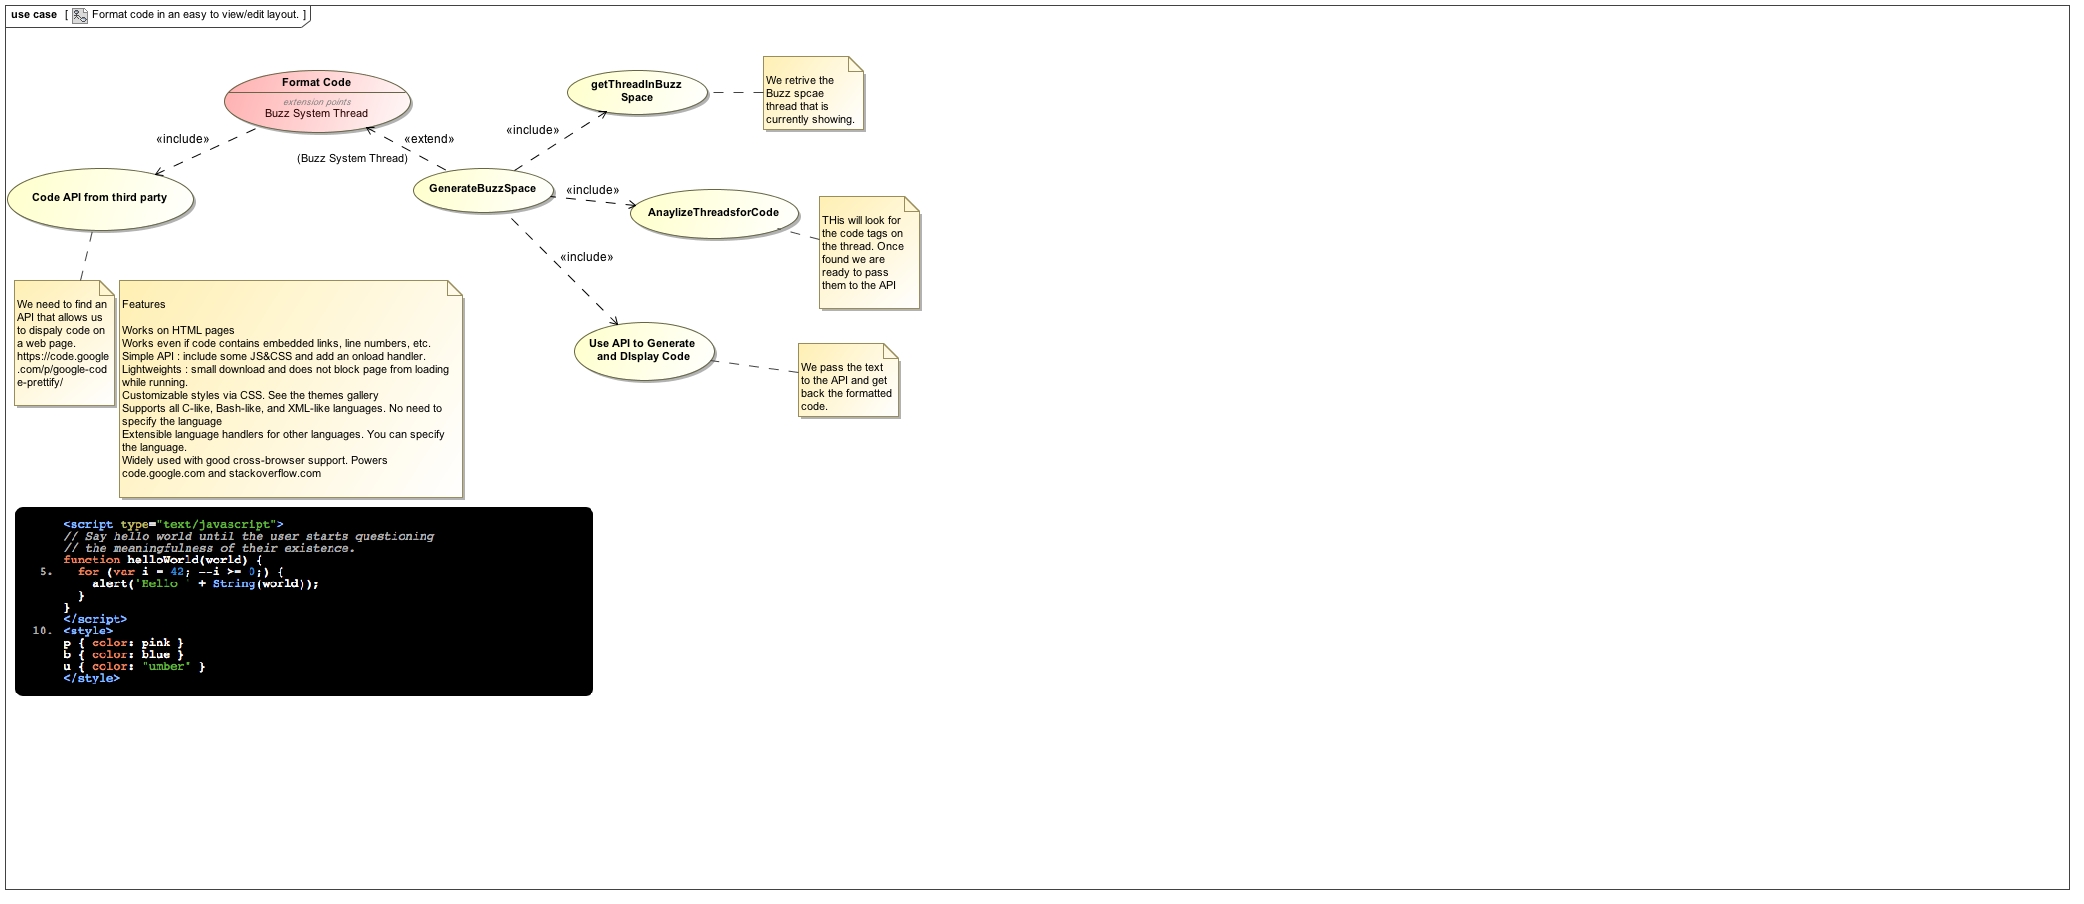 use case [ Format code in an easy to view/edit layout. ]
Format Code
extension points
Buzz System Thread
«include»
«extend»
(Buzz System Thread)
Code API from third party
GenerateBuzzSpace
getThreadInBuzz
Space
«include»
We retrive the
Buzz spcae
thread that is
currently showing.
«include»
AnaylizeThreadsforCode
THis will look for
the code tags on
the thread. Once
found we are
ready to pass
them to the API
«include»
Use API to Generate
and DIsplay Code
We pass the text
to the API and get
back the formatted
code.
We need to find an
API that allows us
to dispaly code on
a web page.
https://code.google
.com/p/google-cod
e-prettify/
Features
Works on HTML pages
Works even if code contains embedded links, line numbers, etc.
Simple API : include some JS&CSS and add an onload handler.
Lightweights : small download and does not block page from loading
while running.
Customizable styles via CSS. See the themes gallery
Supports all C-like, Bash-like, and XML-like languages. No need to
specify the language
Extensible language handlers for other languages. You can specify
the language.
Widely used with good cross-browser support. Powers
code.google.com and stackoverflow.com
<script type="text/javascript">
// Say hello world until the user starts questioning
// the meaningfulness of their existence.
function helloWorld(world) {
5. for (var i = 42; --i >= 0;) {
alert('Hello ' + String(world));
}
}
</script>
10. <style>
p { color: pink }
b { color: blue }
u { color: "umber" }
</style>